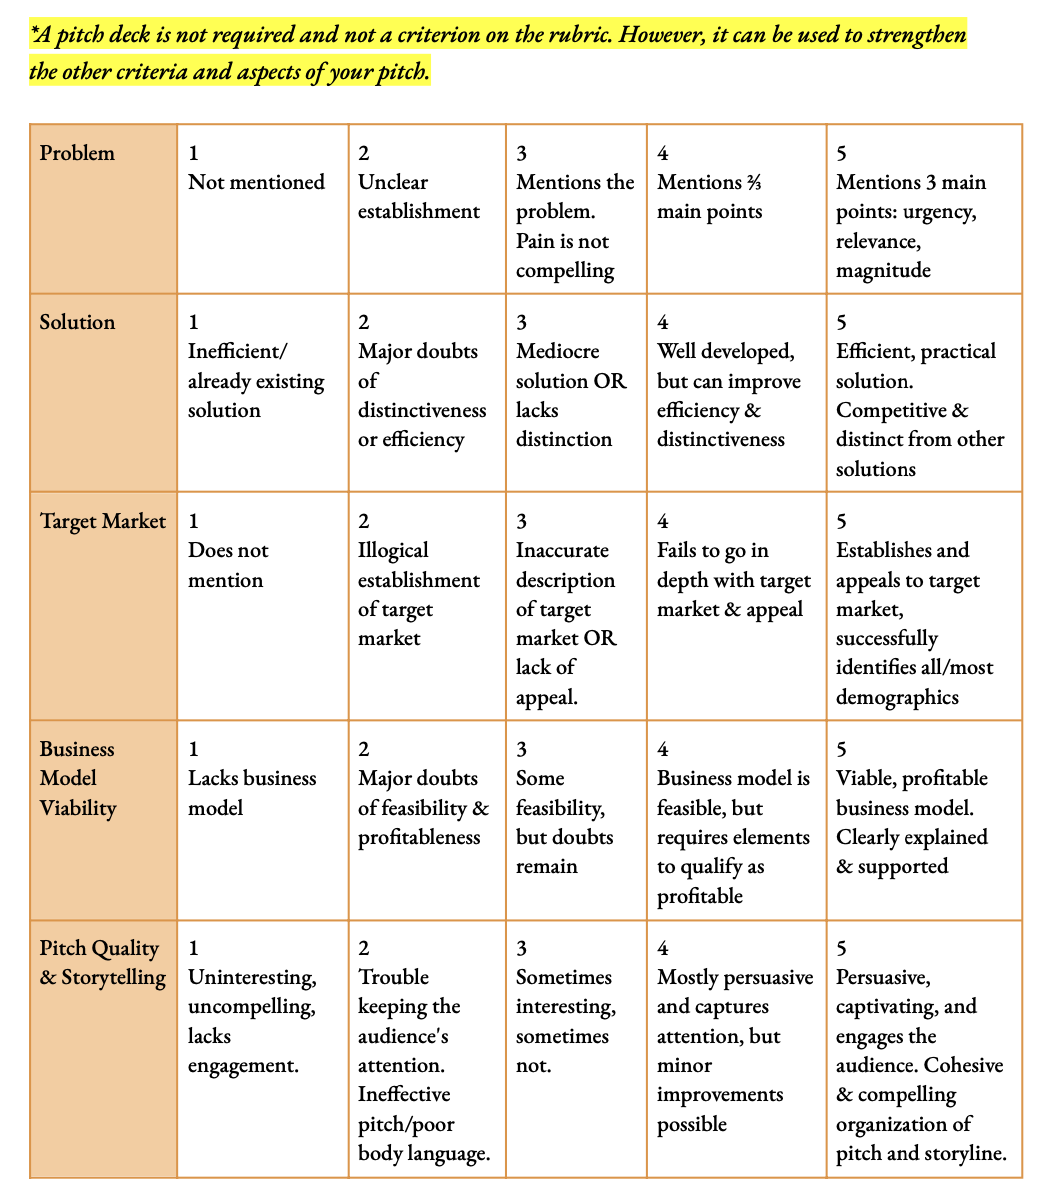 *A pitch deck is not required and not a criterion on the rubric. However, it can be used to strengthen
the other criteria and aspects of your pitch.
Problem
1
Not mentioned
2
Unclear
establishment
3
Mentions the
problem.
Pain is not
compelling
4
Mentions ⅔
main points
5
Mentions 3 main
points: urgency,
relevance,
magnitude
Solution
1
Inefficient/
already existing
solution
2
Major doubts
of
distinctiveness
or efficiency
3
Mediocre
solution OR
lacks
distinction
4
Well developed,
but can improve
efficiency &
distinctiveness
5
Efficient, practical
solution.
Competitive &
distinct from other
solutions
Target Market
1
Does not
mention
2
Illogical
establishment
of target
market
3
Inaccurate
description
of target
market OR
lack of
appeal.
4
Fails to go in
depth with target
market & appeal
5
Establishes and
appeals to target
market,
successfully
identifies all/most
demographics
Business
Model
Viability
1
Lacks business
model
2
Major doubts
of feasibility &
profitableness
3
Some
feasibility,
but doubts
remain
4
Business model is
feasible, but
requires elements
to qualify as
profitable
5
Viable, profitable
business model.
Clearly explained
& supported
Pitch Quality
& Storytelling
1
Uninteresting,
uncompelling,
lacks
engagement.
2
Trouble
keeping the
audience's
attention.
Ineffective
pitch/poor
body language.
3
Sometimes
interesting,
sometimes
not.
4
Mostly persuasive
and captures
attention, but
minor
improvements
possible
5
Persuasive,
captivating, and
engages the
audience. Cohesive
& compelling
organization of
pitch and storyline.